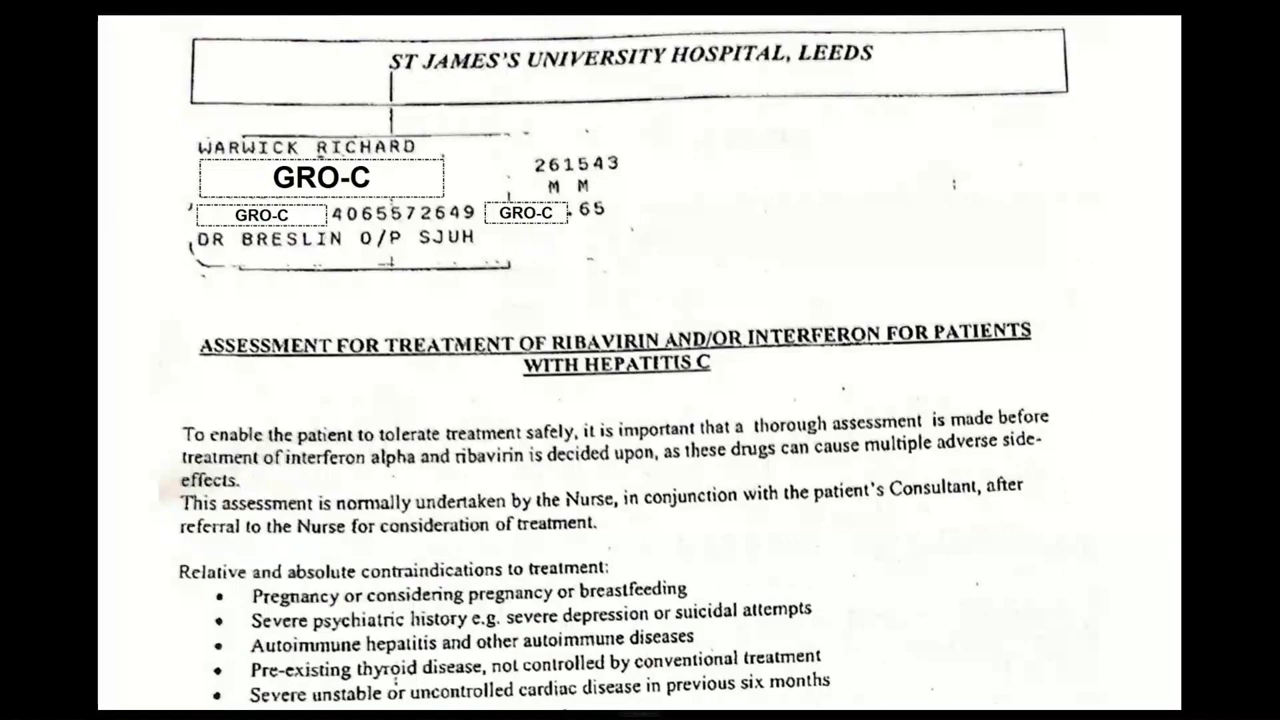 ST JAMES'S UNIVERSITY HOSPITAL, LEEDS
WARWICK RICHARD
GRO-C 261543
M M
GRO-C 4065572649 GRO-C .65
DR BRESLIN O/P SJUH
ASSESSMENT FOR TREATMENT OF RIBAVIRIN AND/OR INTERFERON FOR PATIENTS
WITH HEPATITIS C
To enable the patient to tolerate treatment safely, it is important that a thorough assessment is made before
treatment of interferon alpha and ribavirin is decided upon, as these drugs can cause multiple adverse side-
effects.
This assessment is normally undertaken by the Nurse, in conjunction with the patient's Consultant, after
referral to the Nurse for consideration of treatment.
Relative and absolute contraindications to treatment:
• Pregnancy or considering pregnancy or breastfeeding
• Severe psychiatric history e.g. severe depression or suicidal attempts
• Autoimmune hepatitis and other autoimmune diseases
• Pre-existing thyroid disease, not controlled by conventional treatment
• Severe unstable or uncontrolled cardiac disease in previous six months